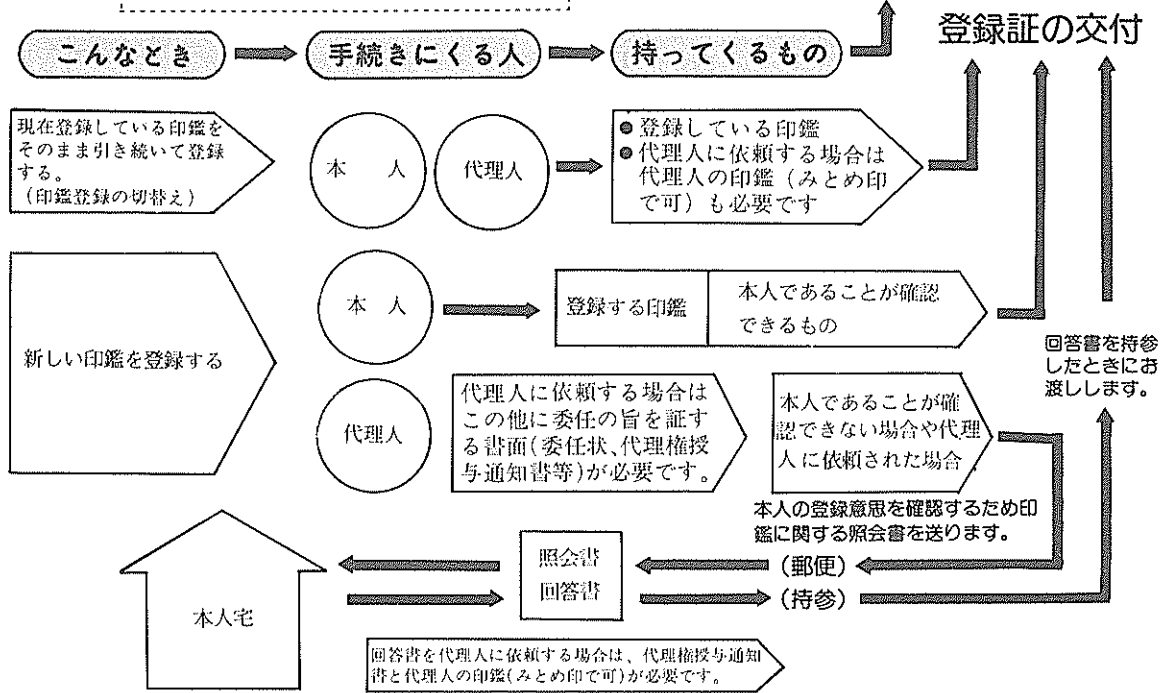 登録証の交付
こんなとき
手続きにくる人
持ってくるもの
現在登録している印鑑を
そのまま引き続いて登録
する。
(印鑑登録の切替え)
本人
代理人
●登録している印鑑
●代理人に依頼する場合は
代理人の印鑑(みとめ印
で可)も必要です
新しい印鑑を登録する
本人
登録する印鑑
本人であることが確認
できるもの
代理人
代理人に依頼する場合は
この他に委任の旨を証す
る書面(委任状、代理権授
与通知書等)が必要です。
本人であることが確
認できない場合や代理
人に依頼された場合
回答書を持参
したときにお
渡しします。
本人の登録意思を確認するため印
鑑に関する照会書を送ります。
本人宅
照会書
回答書
(郵便)
(持参)
回答書を代理人に依頼する場合は、代理権授与通知
書と代理人の印鑑(みとめ印で可)が必要です。